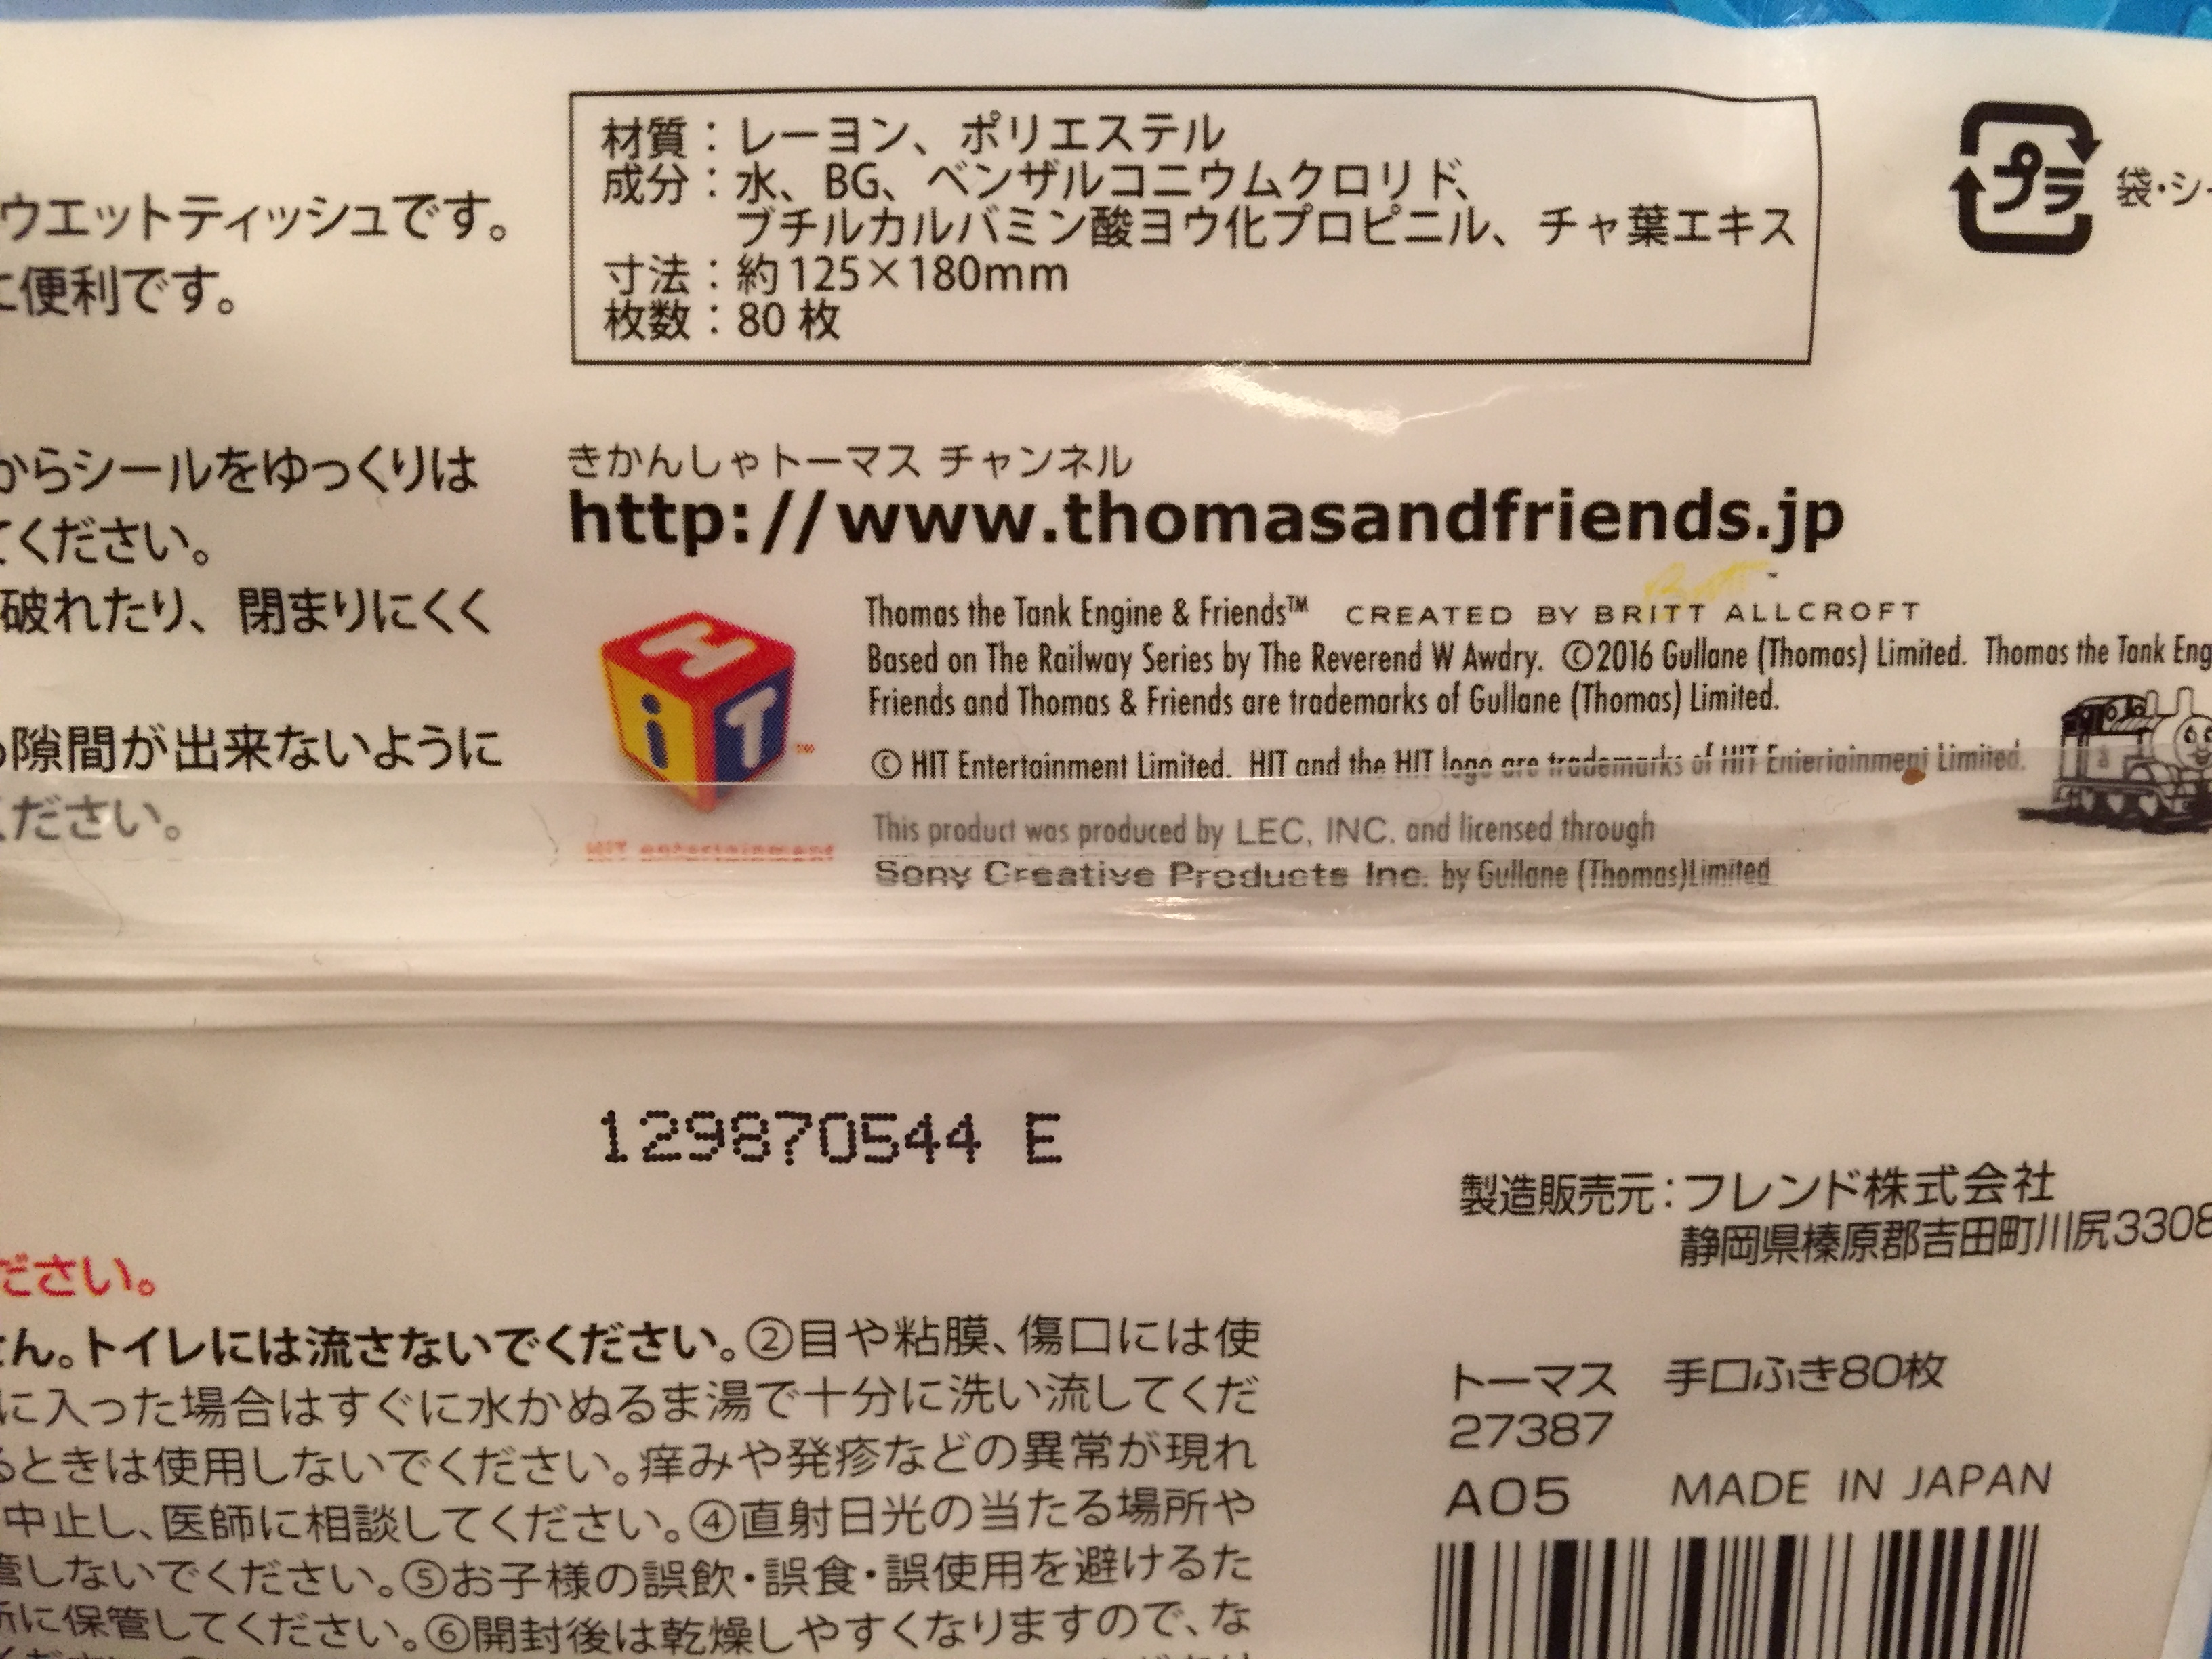 ウエットティッシュです。
に便利です。
材質：レーヨン、ポリエステル
成分：水、BG、ベンザルコニウムクロリド、
ブチルカルバミン酸ヨウ化プロピニル、チャ葉エキス
寸法：約125×180mm
枚数：80枚
プラ
袋・シー
からシールをゆっくりは
てください。
破れたり、閉まりにくく
隙間が出来ないように
ください。
きかんしゃトーマス チャンネル
http://www.thomasandfriends.jp
HiT™
HIT entertainment
Thomas the Tank Engine & Friends™ CREATED BY BRITT ALLCROFT
Based on The Railway Series by The Reverend W Awdry. ©2016 Gullane (Thomas) Limited. Thomas the Tank Eng
Friends and Thomas & Friends are trademarks of Gullane (Thomas) Limited.
© HIT Entertainment Limited. HIT and the HIT logo are trademarks of HIT Entertainment Limited.
This product was produced by LEC, INC. and licensed through
Sony Creative Products Inc. by Gullane (Thomas)Limited
129870544 E
ださい。
せん。トイレには流さないでください。②目や粘膜、傷口には使
に入った場合はすぐに水かぬるま湯で十分に洗い流してくだ
るときは使用しないでください。痒みや発疹などの異常が現れ
中止し、医師に相談してください。④直射日光の当たる場所や
管しないでください。⑤お子様の誤飲・誤食・誤使用を避けるた
所に保管してください。⑥開封後は乾燥しやすくなりますので、な
製造販売元：フレンド株式会社
静岡県榛原郡吉田町川尻3308
トーマス 手口ふき80枚
27387
A05 MADE IN JAPAN